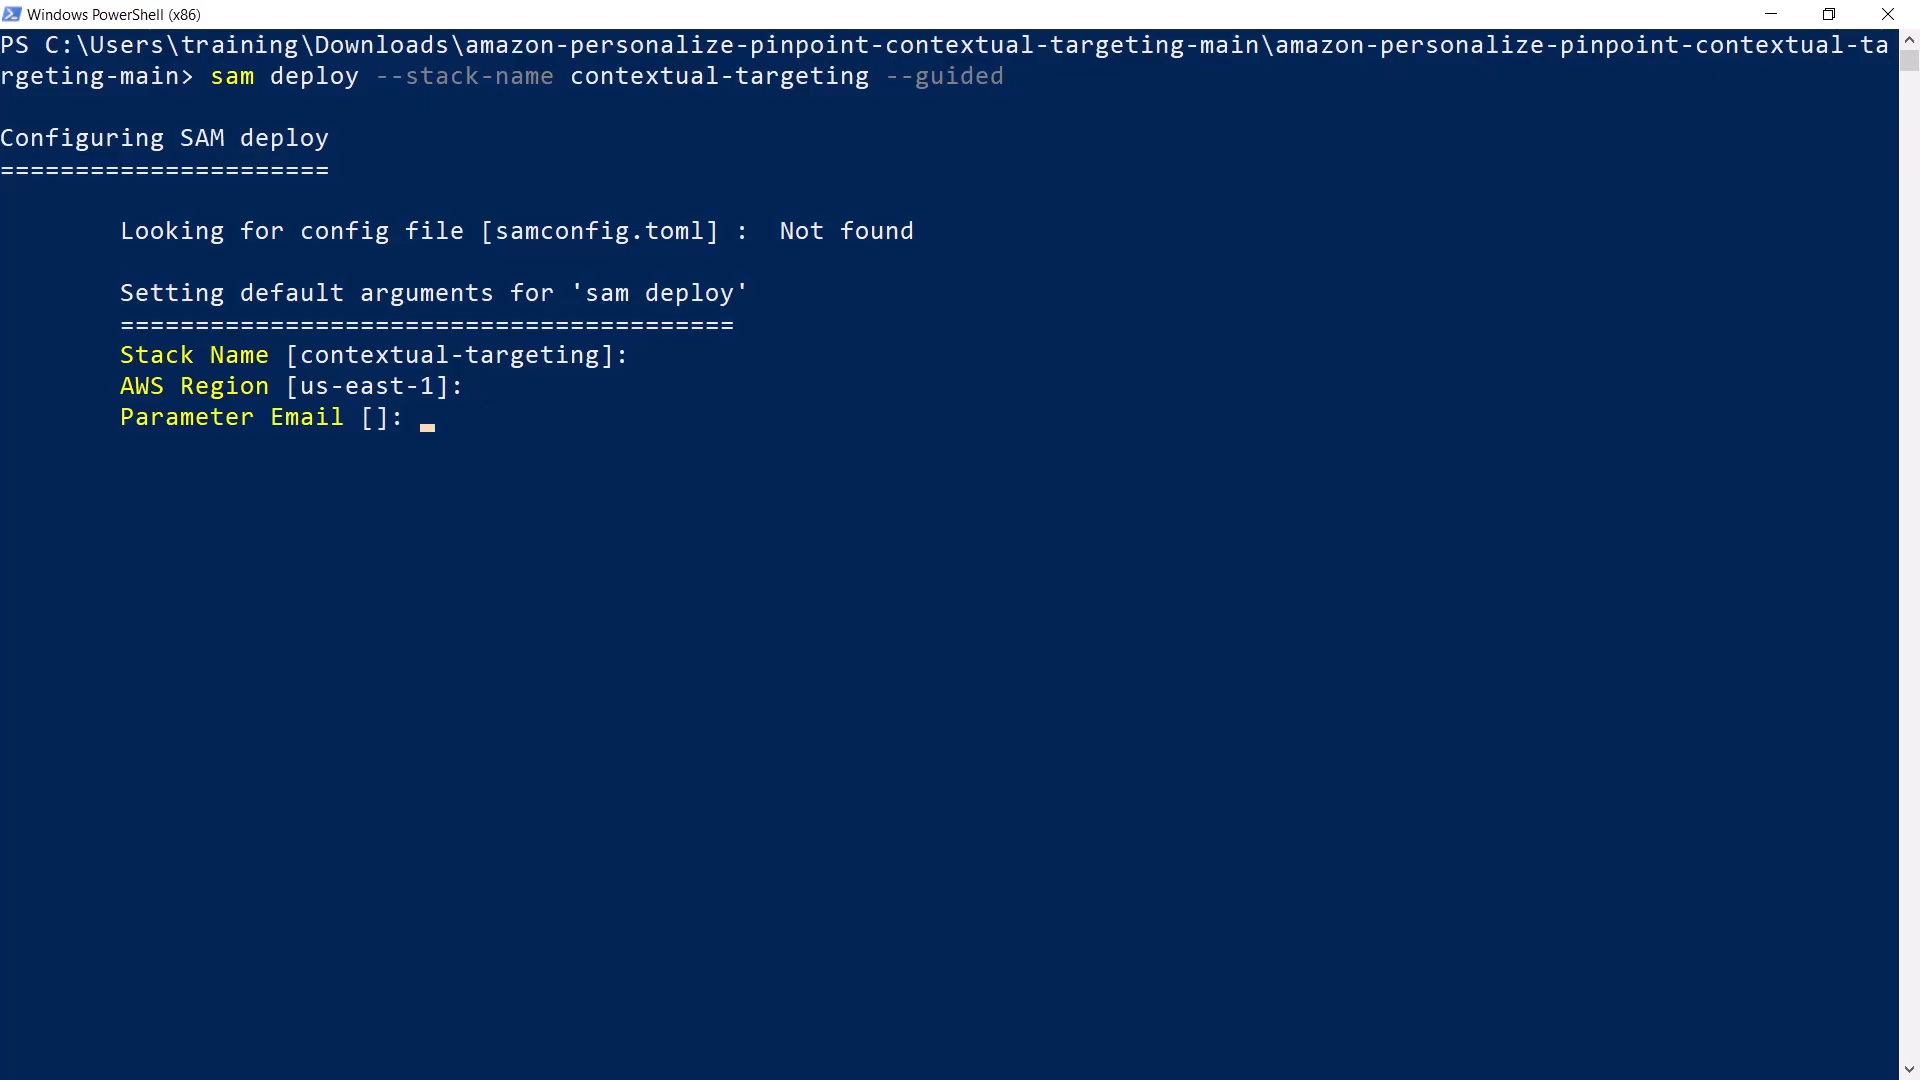 Windows PowerShell (x86)
PS C:\Users\training\Downloads\amazon-personalize-pinpoint-contextual-targeting-main\amazon-personalize-pinpoint-contextual-ta
rgeting-main> sam deploy --stack-name contextual-targeting --guided
Configuring SAM deploy
======================
Looking for config file [samconfig.toml] :  Not found
Setting default arguments for 'sam deploy'
=========================================
Stack Name [contextual-targeting]:
AWS Region [us-east-1]:
Parameter Email []: